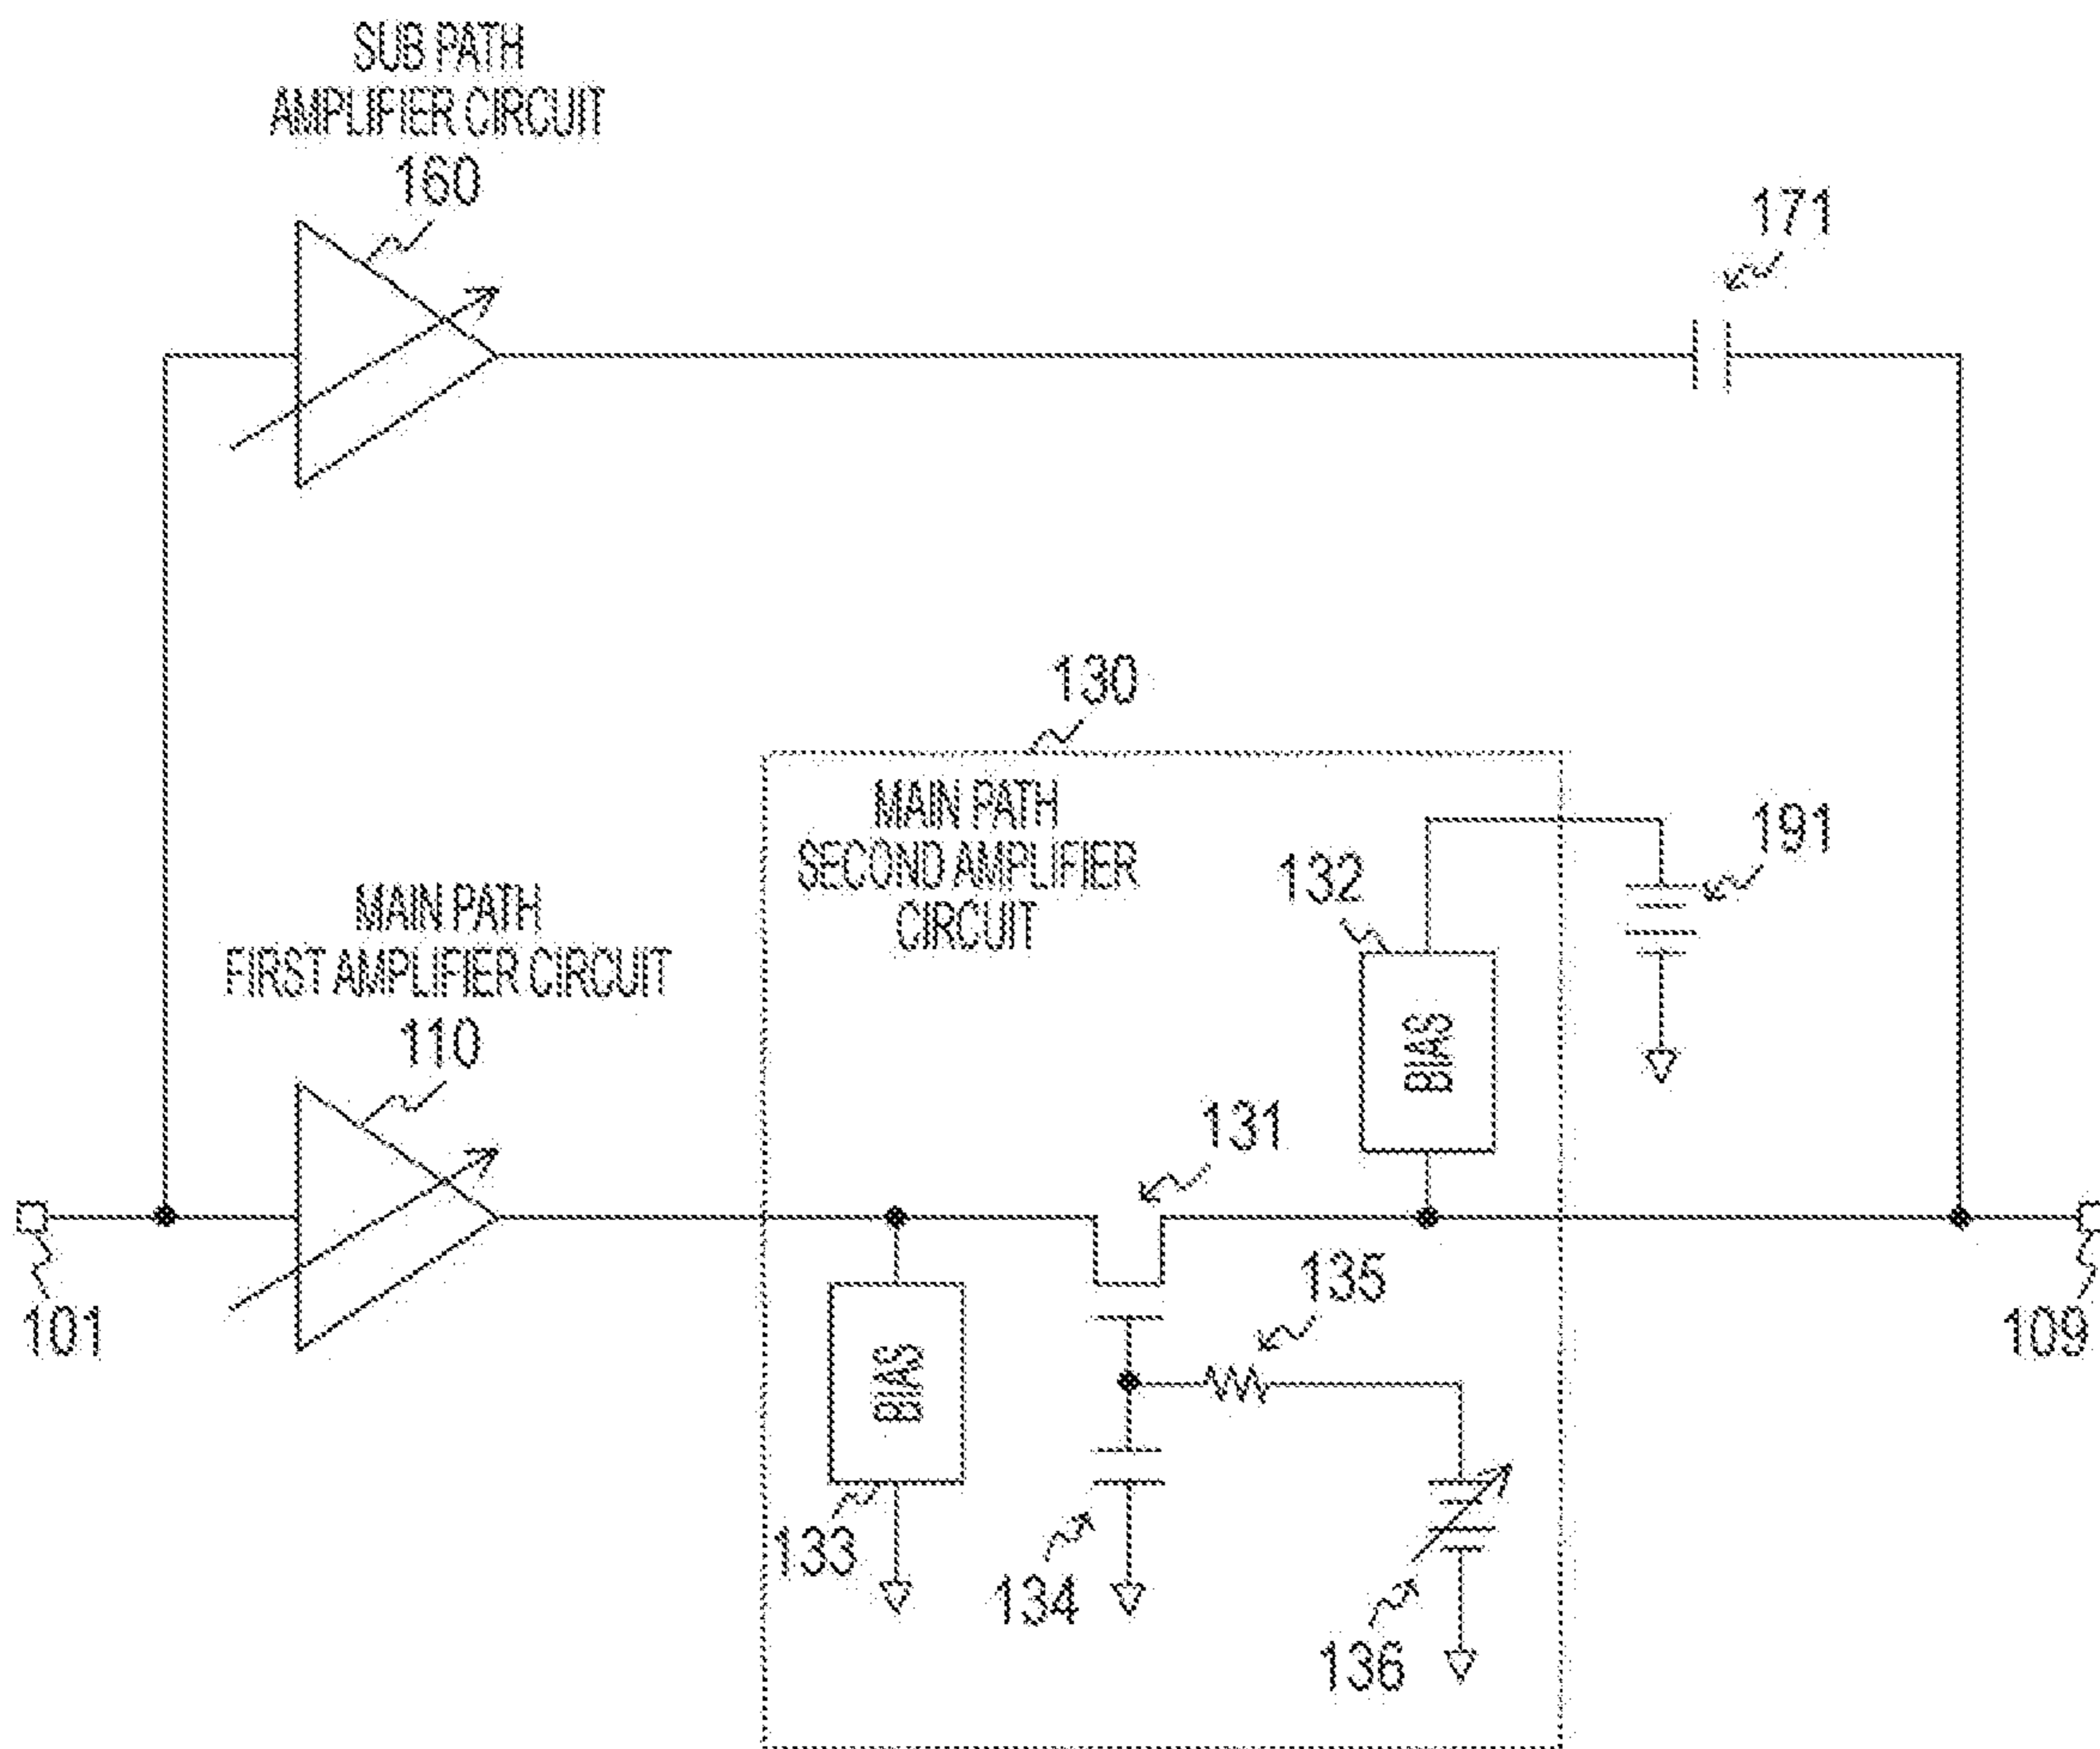 SUB PATH
AMPLIFIER CIRCUIT
160
171
130
MAIN PATH
SECOND AMPLIFIER
CIRCUIT
191
132
BIAS
MAIN PATH
FIRST AMPLIFIER CIRCUIT
110
131
101
135
109
BIAS
133
134
136